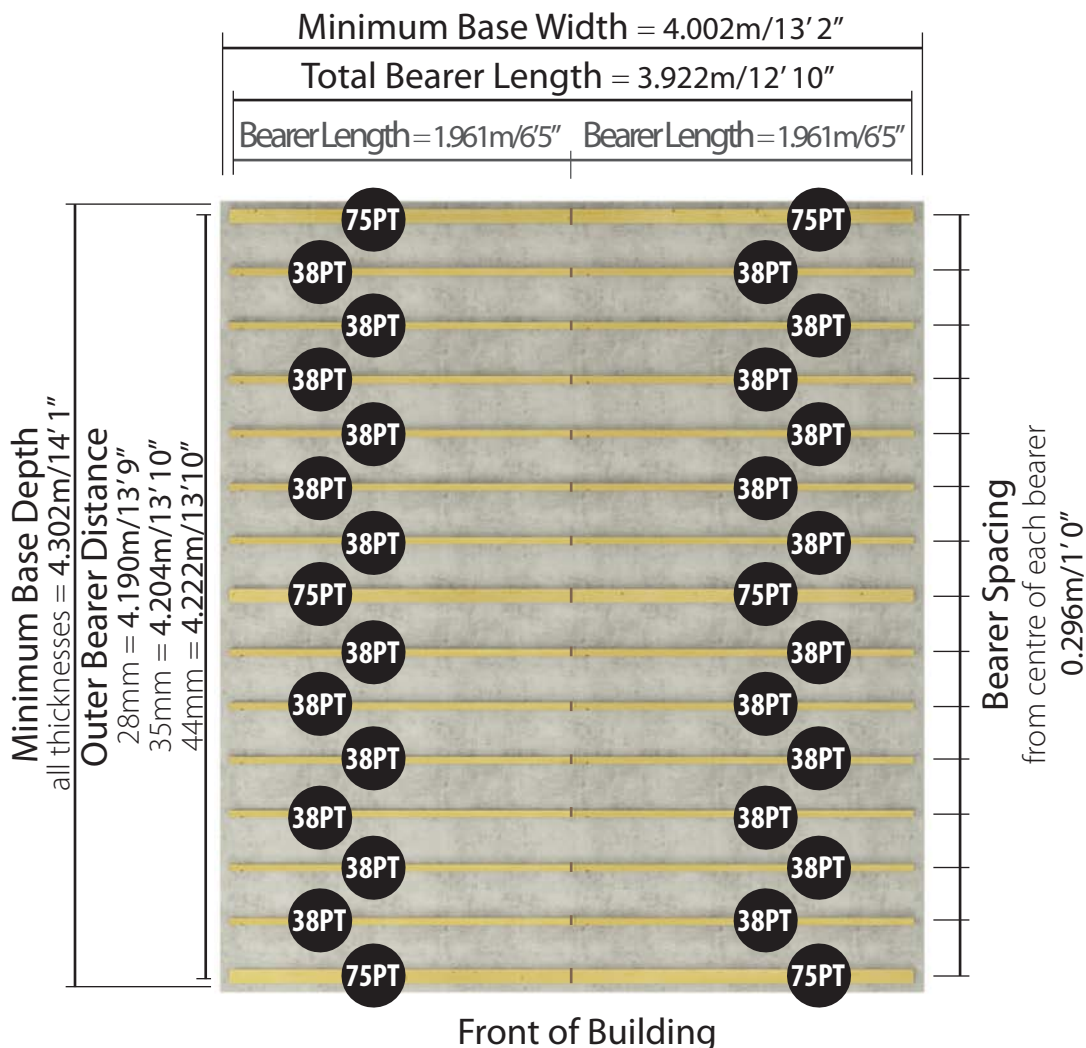 Minimum Base Width = 4.002m/13' 2”
Total Bearer Length = 3.922m/12' 10”
Bearer Length = 1.961m/6'5” Bearer Length = 1.961m/6'5”
75PT 75PT
38PT 38PT
38PT 38PT
38PT 38PT
38PT 38PT
38PT 38PT
38PT 38PT
75PT 75PT
38PT 38PT
38PT 38PT
38PT 38PT
38PT 38PT
38PT 38PT
38PT 38PT
75PT 75PT
Minimum Base Depth
all thicknesses = 4.302m/14' 1”
Outer Bearer Distance
28mm = 4.190m/13' 9”
35mm = 4.204m/13' 10”
44mm = 4.222m/13'10”
Bearer Spacing
from centre of each bearer
0.296m/1' 0”
Front of Building